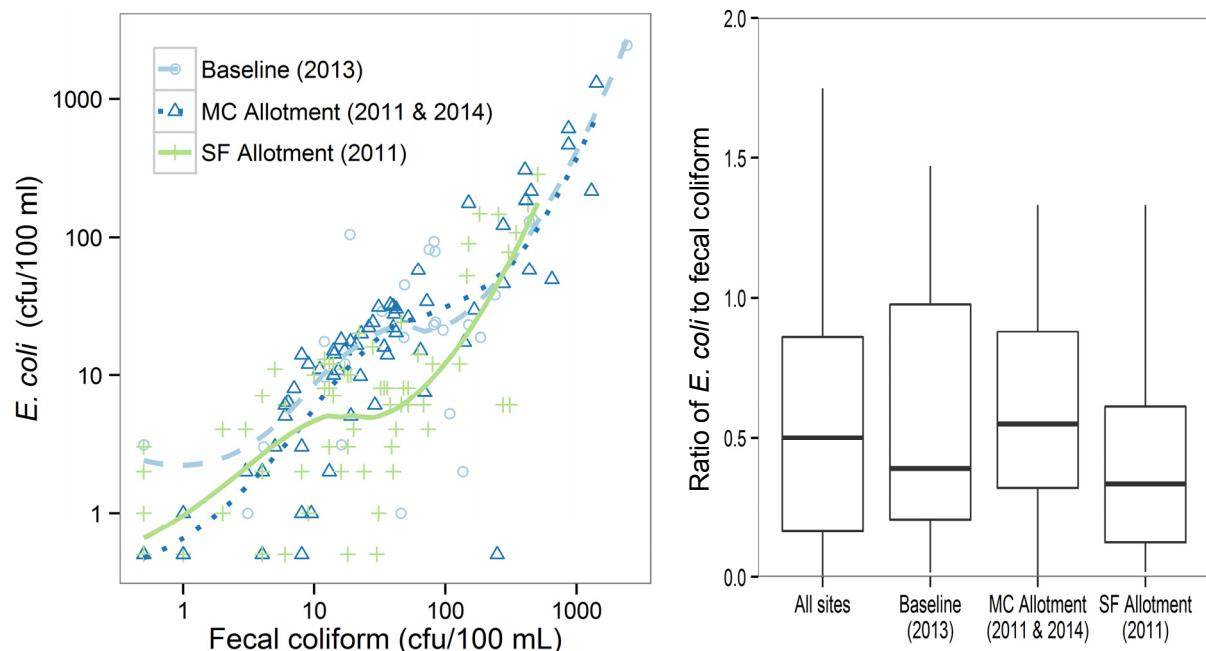 E. coli (cfu/100 ml)
1000
100
10
1
Baseline (2013)
MC Allotment (2011 & 2014)
SF Allotment (2011)
1 10 100 1000
Fecal coliform (cfu/100 mL)
Ratio of E. coli to fecal coliform
2.0
1.5
1.0
0.5
0.0
All sites Baseline MC Allotment SF Allotment
(2013) (2011 & 2014) (2011)